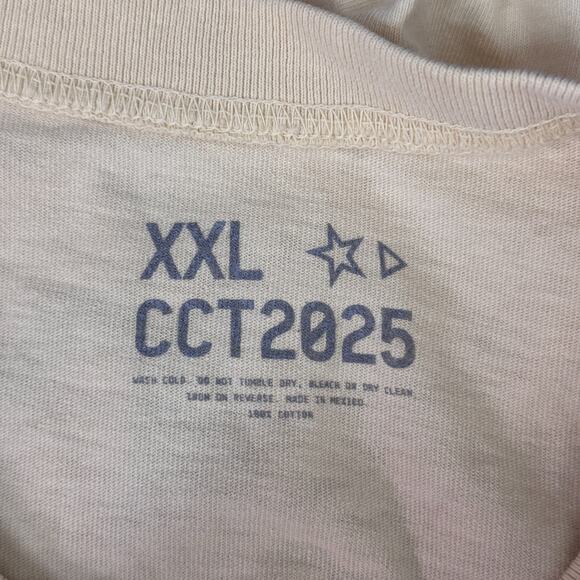 XXL
CCT2025
WASH COLD. DO NOT TUMBLE DRY, BLEACH OR DRY CLEAN
IRON ON REVERSE. MADE IN MEXICO
100% COTTON